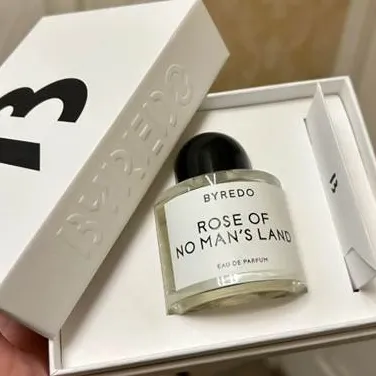 B
BYREDO
BYREDO
ROSE OF
NO MAN'S LAND
EAU DE PARFUM
B